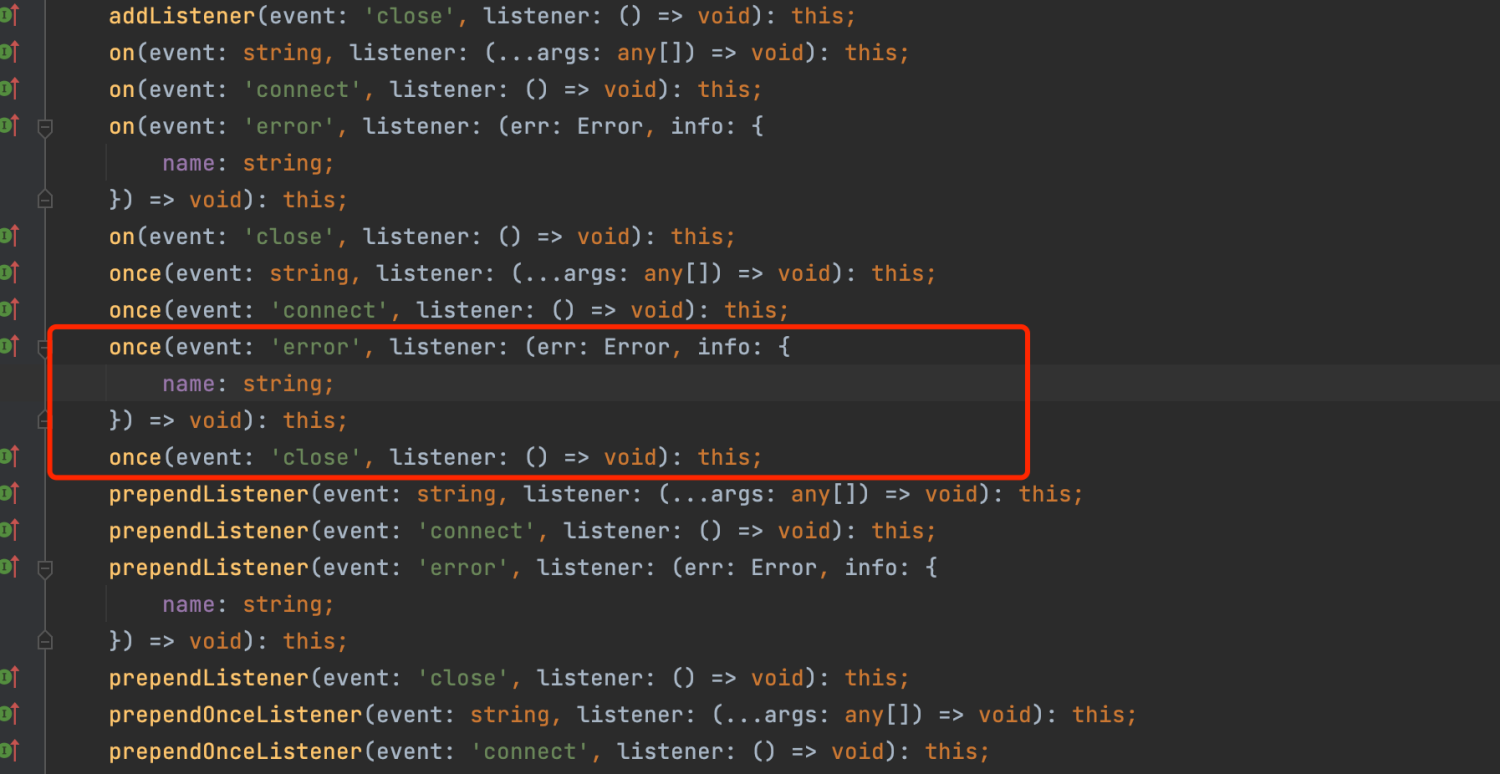 addListener(event: 'close', listener: () => void): this;
on(event: string, listener: (...args: any[]) => void): this;
on(event: 'connect', listener: () => void): this;
on(event: 'error', listener: (err: Error, info: {
name: string;
}) => void): this;
on(event: 'close', listener: () => void): this;
once(event: string, listener: (...args: any[]) => void): this;
once(event: 'connect', listener: () => void): this;
once(event: 'error', listener: (err: Error, info: {
name: string;
}) => void): this;
once(event: 'close', listener: () => void): this;
prependListener(event: string, listener: (...args: any[]) => void): this;
prependListener(event: 'connect', listener: () => void): this;
prependListener(event: 'error', listener: (err: Error, info: {
name: string;
}) => void): this;
prependListener(event: 'close', listener: () => void): this;
prependOnceListener(event: string, listener: (...args: any[]) => void): this;
prependOnceListener(event: 'connect', listener: () => void): this;